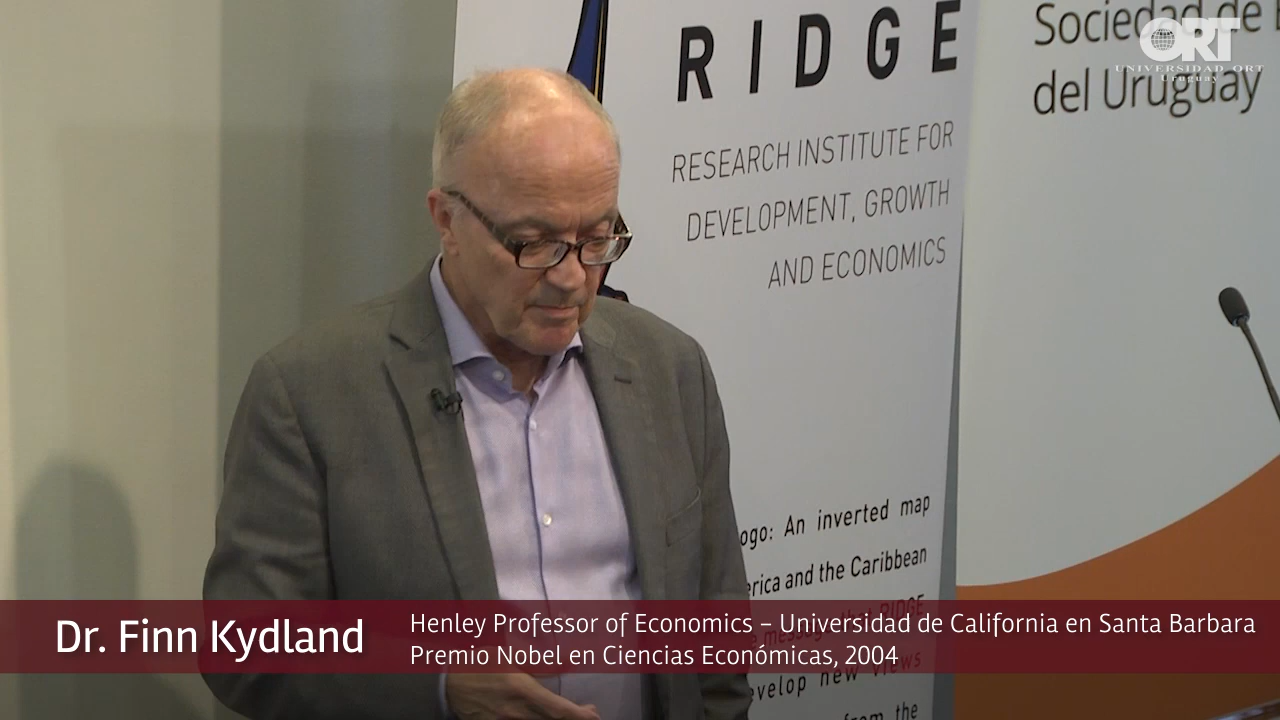 RIDGE
RESEARCH INSTITUTE FOR
DEVELOPMENT, GROWTH
AND ECONOMICS
Sociedad de
del Uruguay
ORT
UNIVERSIDAD ORT
Uruguay
ogo: An inverted map
erica and the Caribbean
RIDGE
evelop new views
from the
Dr. Finn Kydland
Henley Professor of Economics – Universidad de California en Santa Barbara
Premio Nobel en Ciencias Económicas, 2004